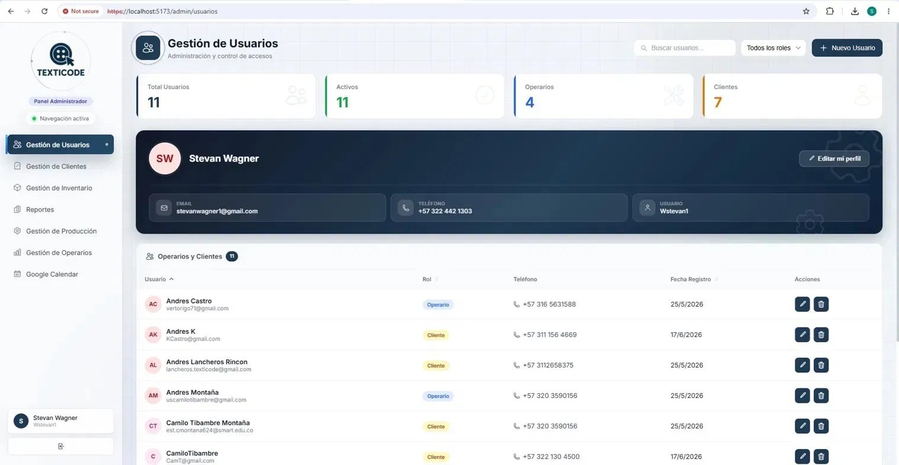 Not secure https://localhost:5173/admin/usuarios
S
TEXTICODE
Panel Administrador
Navegación activa
Gestión de Usuarios
Gestión de Clientes
Gestión de Inventario
Reportes
Gestión de Producción
Gestión de Operarios
Google Calendar
S
Stevan Wagner
Wstevan1
Gestión de Usuarios
Administración y control de accesos
Buscar usuarios...
Todos los roles
+ Nuevo Usuario
Total Usuarios
11
Activos
11
Operarios
4
Clientes
7
SW
Stevan Wagner
Editar mi perfil
EMAIL
stevanwagner1@gmail.com
TELÉFONO
+57 322 442 1303
USUARIO
Wstevan1
Operarios y Clientes 11
Usuario Rol Teléfono Fecha Registro Acciones
AC Andres Castro Operario +57 316 5631588 25/5/2026
vertorigo71@gmail.com
AK Andres K Cliente +57 311 156 4669 17/6/2026
KCastro@gmail.com
AL Andres Lancheros Rincon Cliente +57 3112658375 25/5/2026
lancheros.texticode@gmail.com
AM Andres Montaña Operario +57 320 3590156 25/5/2026
uscamilotibambre@gmail.com
CT Camilo Tibambre Montaña Cliente +57 320 3590156 25/5/2026
est.cmontana624@smart.edu.co
C CamiloTibambre Cliente +57 322 130 4500 17/6/2026
CamT@gmail.com